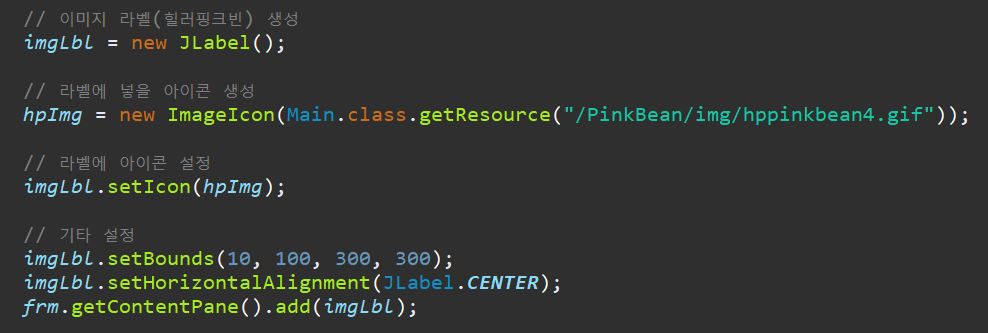 // 이미지 라벨(힐러핑크빈) 생성
imgLbl = new JLabel();
// 라벨에 넣을 아이콘 생성
hpImg = new ImageIcon(Main.class.getResource("/PinkBean/img/hppinkbean4.gif"));
// 라벨에 아이콘 설정
imgLbl.setIcon(hpImg);
// 기타 설정
imgLbl.setBounds(10, 100, 300, 300);
imgLbl.setHorizontalAlignment(JLabel.CENTER);
frm.getContentPane().add(imgLbl);